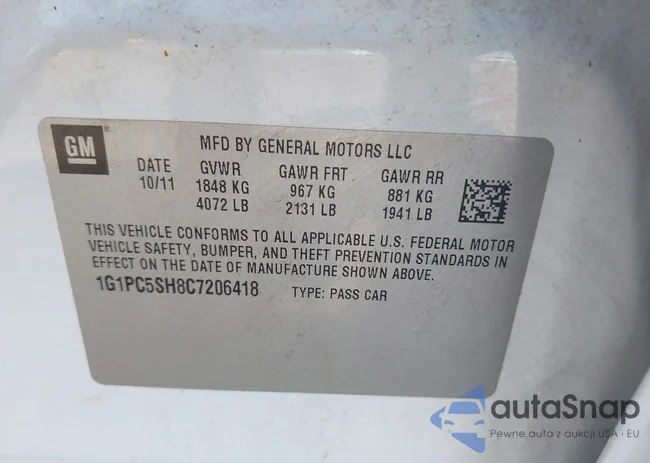 GM
MFD BY GENERAL MOTORS LLC
DATE GVWR GAWR FRT GAWR RR
10/11 1848 KG 967 KG 881 KG
4072 LB 2131 LB 1941 LB
THIS VEHICLE CONFORMS TO ALL APPLICABLE U.S. FEDERAL MOTOR
VEHICLE SAFETY, BUMPER, AND THEFT PREVENTION STANDARDS IN
EFFECT ON THE DATE OF MANUFACTURE SHOWN ABOVE.
1G1PC5SH8C7206418 TYPE: PASS CAR
autaSnap
Pewne auta z aukcji USA i EU